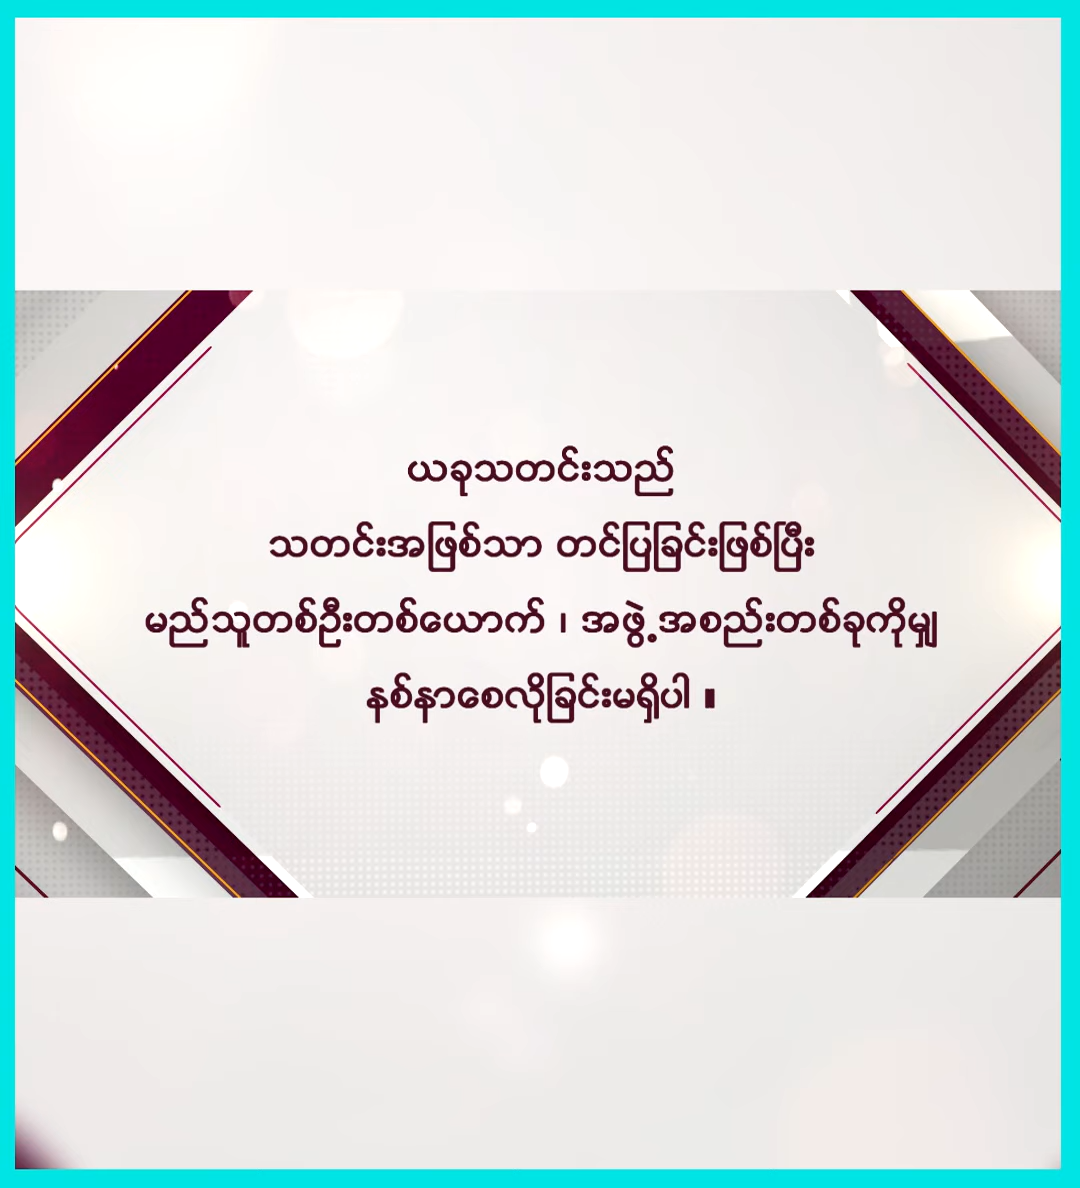 ယခုသတင်းသည်
သတင်းအဖြစ်သာ တင်ပြခြင်းဖြစ်ပြီး
မည်သူတစ်ဦးတစ်ယောက် ၊ အဖွဲ့အစည်းတစ်ခုကိုမျှ
နစ်နာစေလိုခြင်းမရှိပါ ။